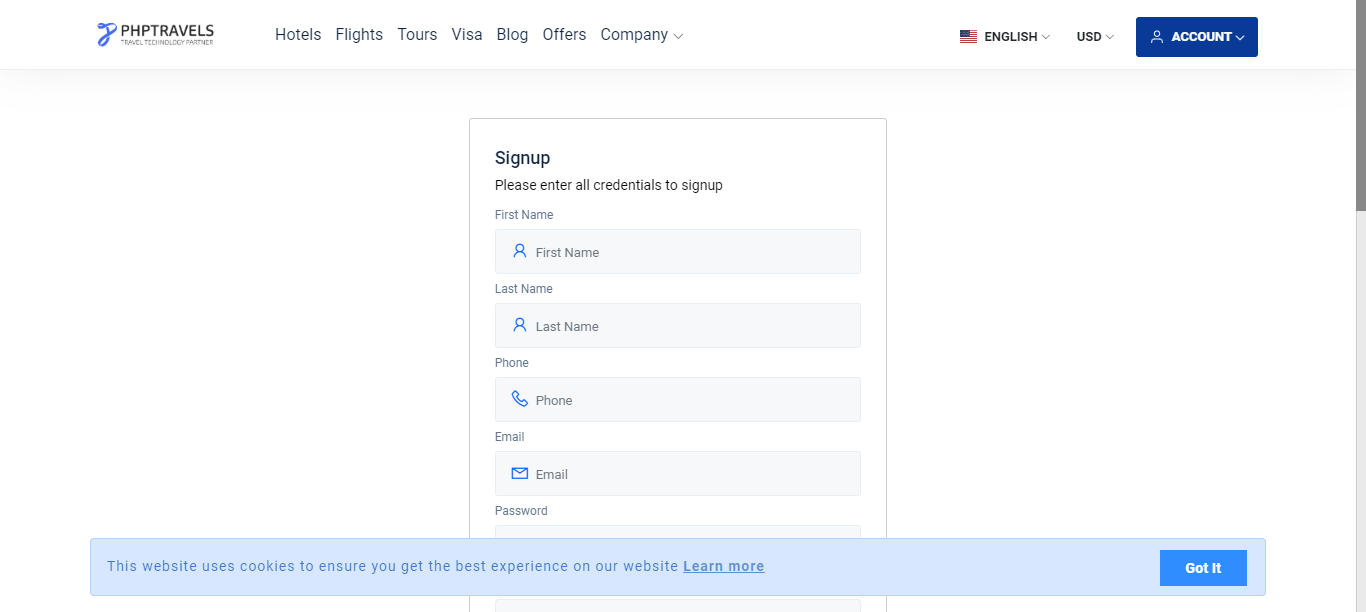 PHPTRAVELS
TRAVEL TECHNOLOGY PARTNER
Hotels Flights Tours Visa Blog Offers Company
ENGLISH USD ACCOUNT
Signup
Please enter all credentials to signup
First Name
First Name
Last Name
Last Name
Phone
Phone
Email
Email
Password
This website uses cookies to ensure you get the best experience on our website Learn more
Got It